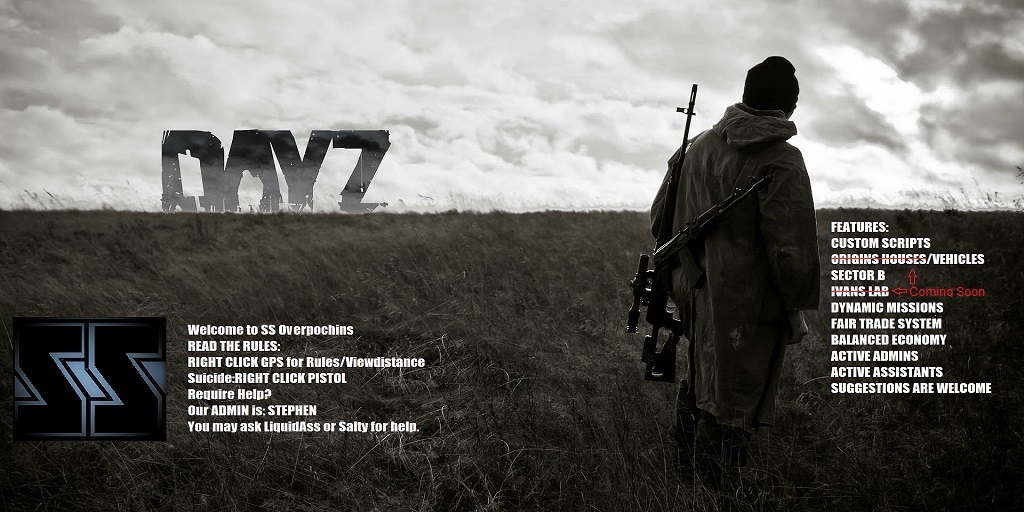 DAYZ
SS
Welcome to SS Overpochins
READ THE RULES:
RIGHT CLICK GPS for Rules/Viewdistance
Suicide:RIGHT CLICK PISTOL
Require Help?
Our ADMIN is: STEPHEN
You may ask LiquidAss or Salty for help.
FEATURES:
CUSTOM SCRIPTS
ORIGINS HOUSES/VEHICLES
SECTOR B
IVANS LAB Coming Soon
DYNAMIC MISSIONS
FAIR TRADE SYSTEM
BALANCED ECONOMY
ACTIVE ADMINS
ACTIVE ASSISTANTS
SUGGESTIONS ARE WELCOME